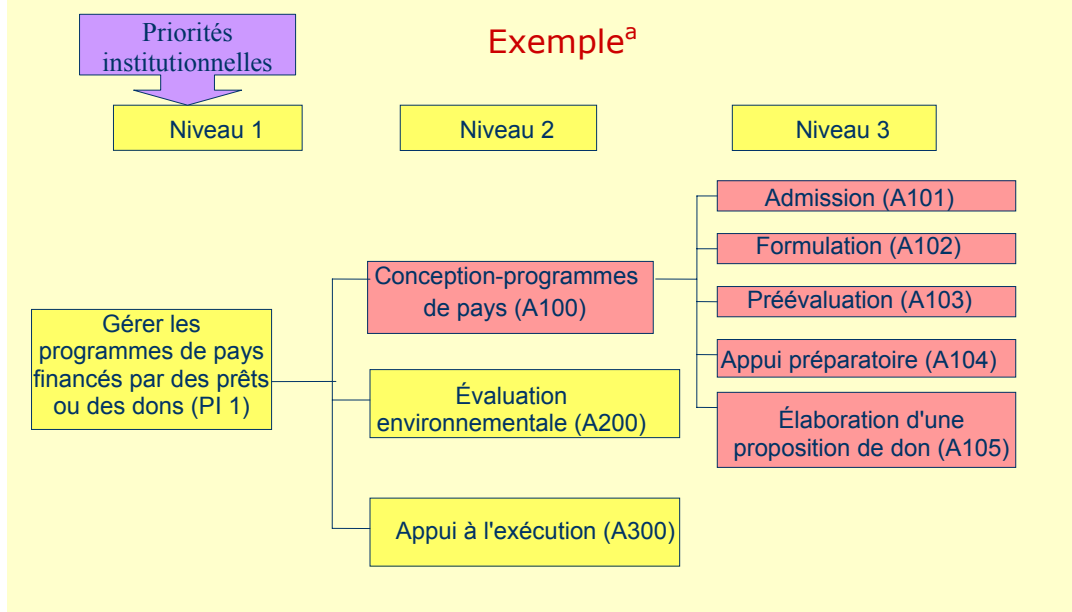 Priorités
institutionnelles
Exempleᵃ
Niveau 1
Niveau 2
Niveau 3
Gérer les
programmes de pays
financés par des prêts
ou des dons (PI 1)
Conception-programmes
de pays (A100)
Évaluation
environnementale (A200)
Appui à l'exécution (A300)
Admission (A101)
Formulation (A102)
Préévaluation (A103)
Appui préparatoire (A104)
Élaboration d'une
proposition de don (A105)